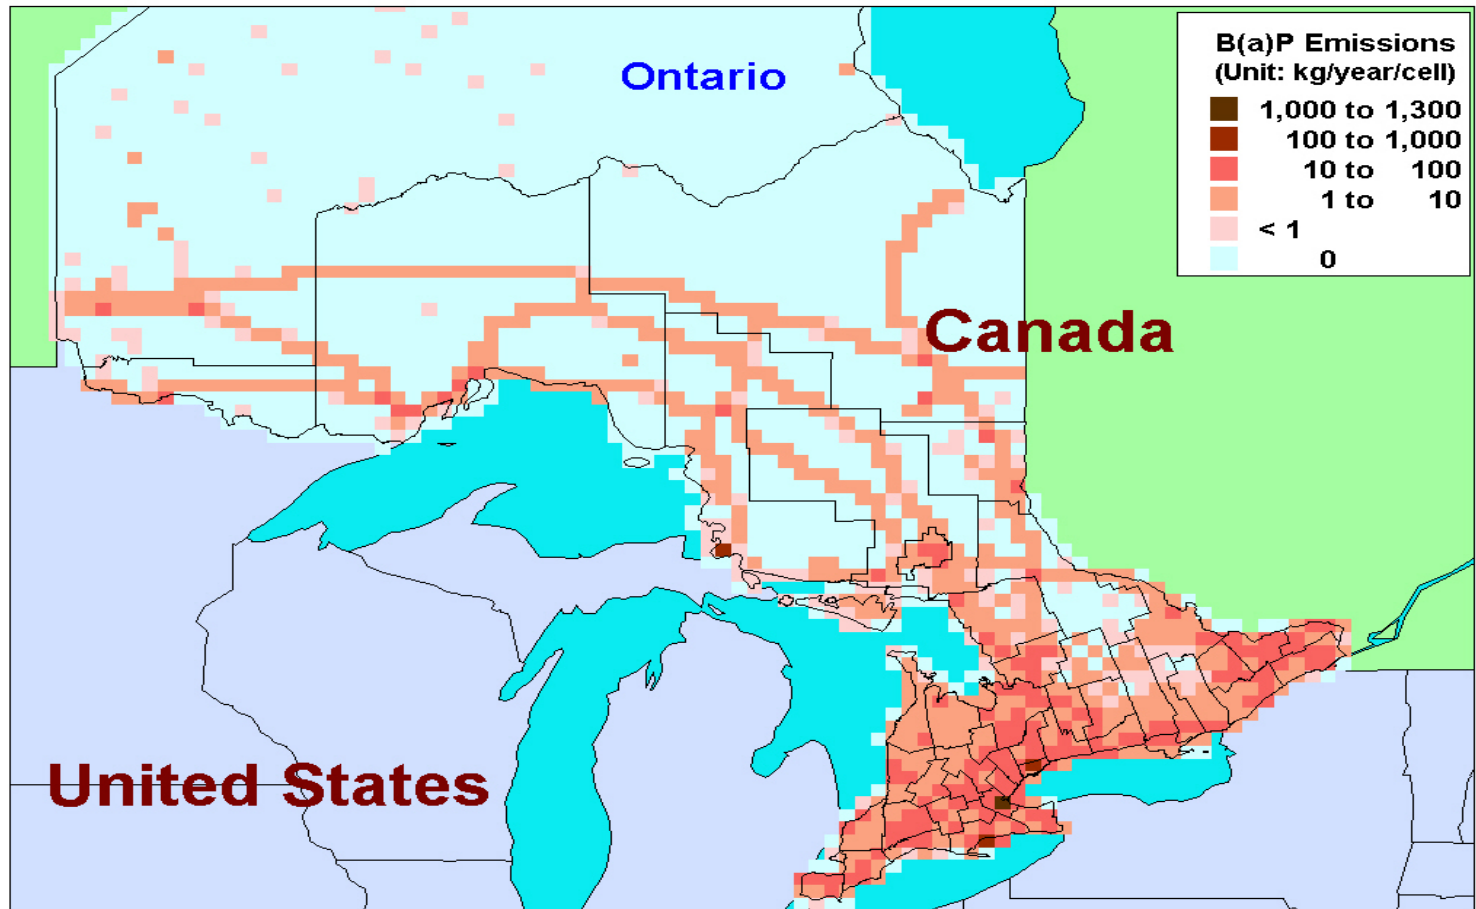 B(a)P Emissions
(Unit: kg/year/cell)
1,000 to 1,300
100 to 1,000
10 to 100
1 to 10
< 1
0
Ontario
Canada
United States